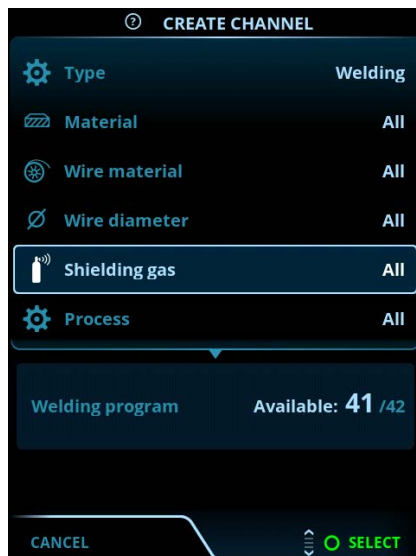 ? CREATE CHANNEL
Type Welding
Material All
Wire material All
Wire diameter All
Shielding gas All
Process All
Welding program Available: 41 /42
CANCEL SELECT